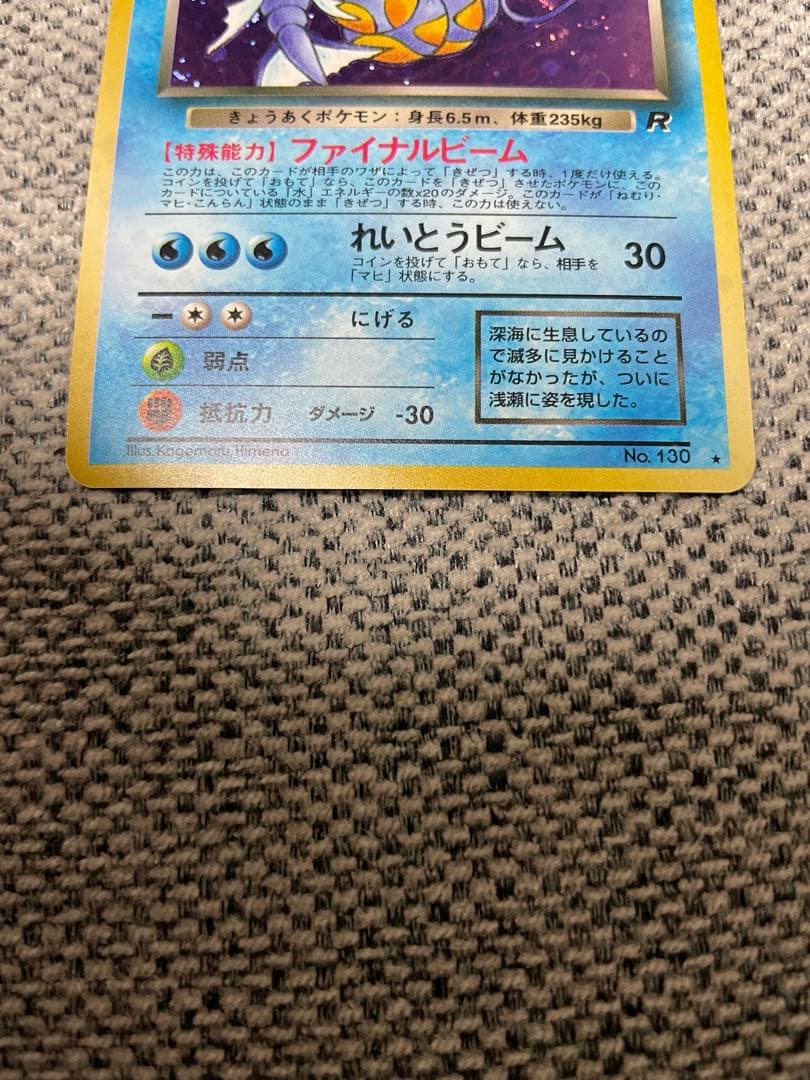 きょうあくポケモン：身長6.5m、体重235kg
R
【特殊能力】ファイナルビーム
この力は、このカードが相手のワザによって「きぜつ」する時、1度だけ使える。
コインを投げて「おもて」なら、このカードを「きぜつ」させたポケモンに、この
カードについている「水」エネルギーの数×20のダメージ。このカードが「ねむり・
マヒ・こんらん」状態のまま「きぜつ」する時、この力は使えない。
れいとうビーム 30
コインを投げて「おもて」なら、相手を
「マヒ」状態にする。
にげる
弱点
抵抗力 ダメージ -30
深海に生息しているの
で滅多に見かけること
がなかったが、ついに
浅瀬に姿を現した。
Illus. Kagemaru Himeno
No. 130 ★